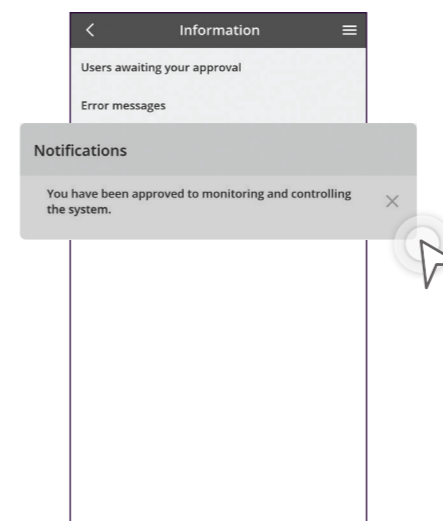 Information
Users awaiting your approval
Error messages
Notifications
You have been approved to monitoring and controlling
the system.